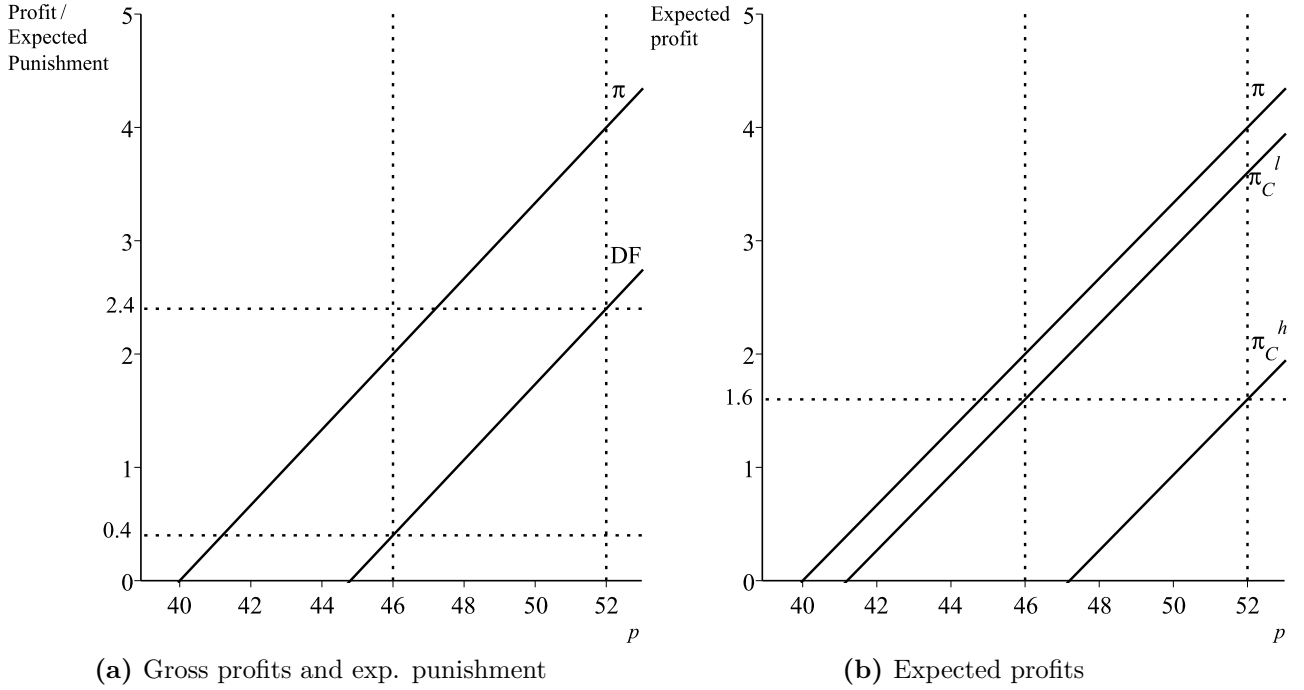 Profit /
Expected
Punishment
5
4
3
2.4
2
1
0.4
0
π
DF
40 42 44 46 48 50 52
p
(a) Gross profits and exp. punishment
Expected
profit
5
4
3
2
1.6
1
0
π
π_C^l
π_C^h
40 42 44 46 48 50 52
p
(b) Expected profits